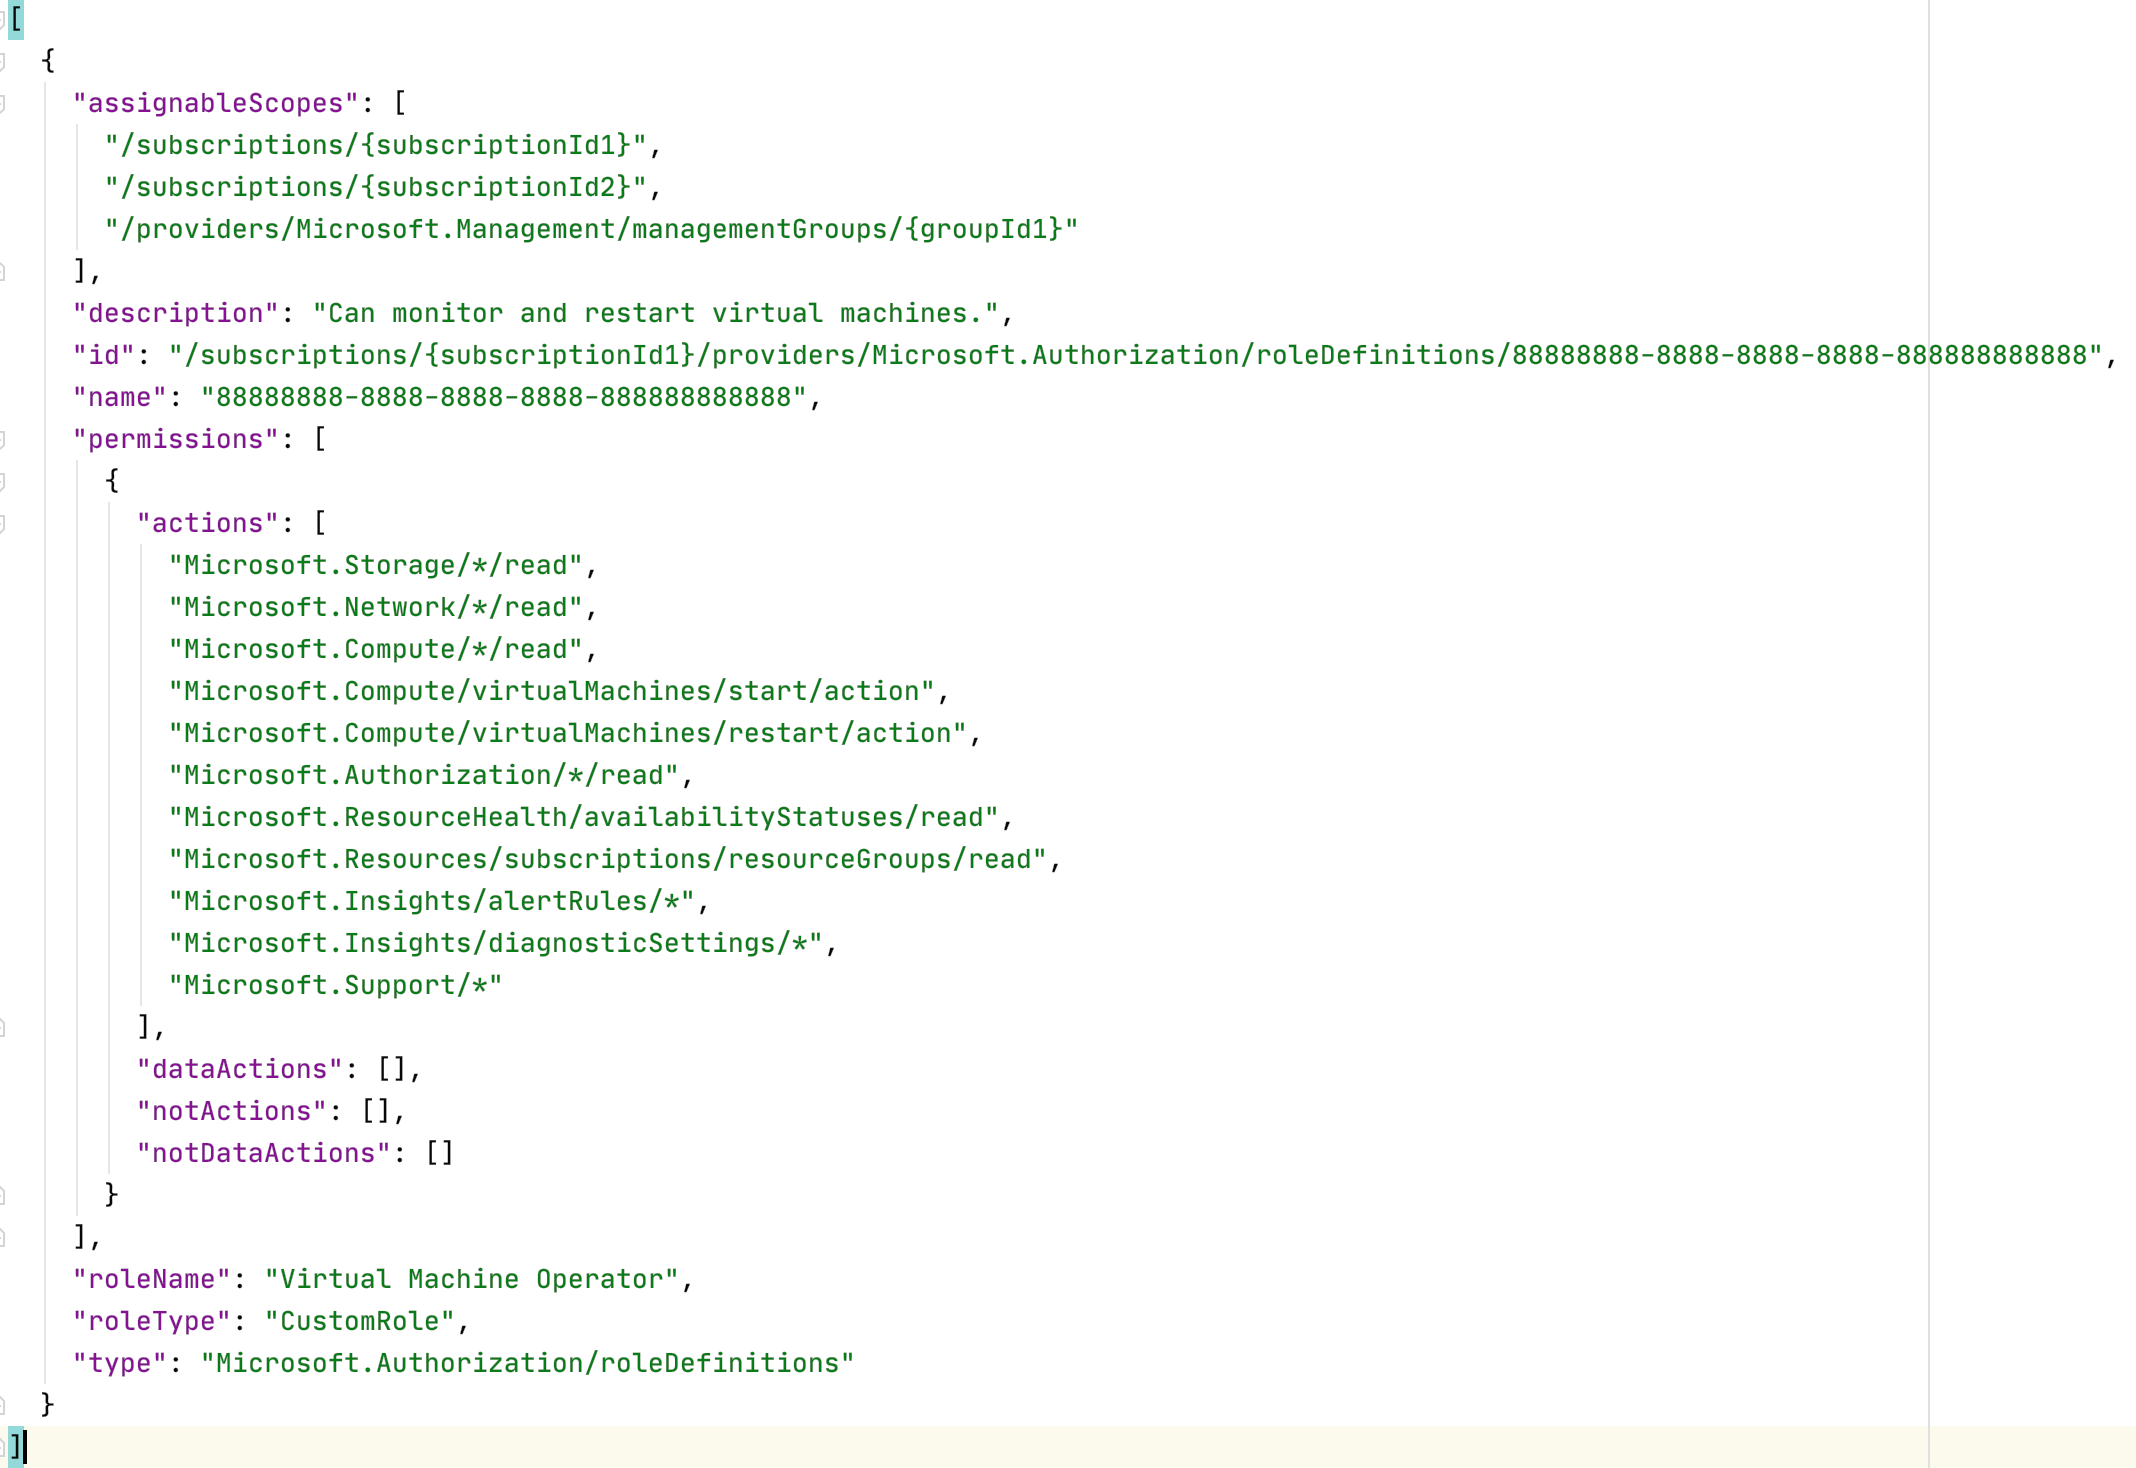 [
  {
    "assignableScopes": [
      "/subscriptions/{subscriptionId1}",
      "/subscriptions/{subscriptionId2}",
      "/providers/Microsoft.Management/managementGroups/{groupId1}"
    ],
    "description": "Can monitor and restart virtual machines.",
    "id": "/subscriptions/{subscriptionId1}/providers/Microsoft.Authorization/roleDefinitions/88888888-8888-8888-8888-888888888888",
    "name": "88888888-8888-8888-8888-888888888888",
    "permissions": [
      {
        "actions": [
          "Microsoft.Storage/*/read",
          "Microsoft.Network/*/read",
          "Microsoft.Compute/*/read",
          "Microsoft.Compute/virtualMachines/start/action",
          "Microsoft.Compute/virtualMachines/restart/action",
          "Microsoft.Authorization/*/read",
          "Microsoft.ResourceHealth/availabilityStatuses/read",
          "Microsoft.Resources/subscriptions/resourceGroups/read",
          "Microsoft.Insights/alertRules/*",
          "Microsoft.Insights/diagnosticSettings/*",
          "Microsoft.Support/*"
        ],
        "dataActions": [],
        "notActions": [],
        "notDataActions": []
      }
    ],
    "roleName": "Virtual Machine Operator",
    "roleType": "CustomRole",
    "type": "Microsoft.Authorization/roleDefinitions"
  }
]